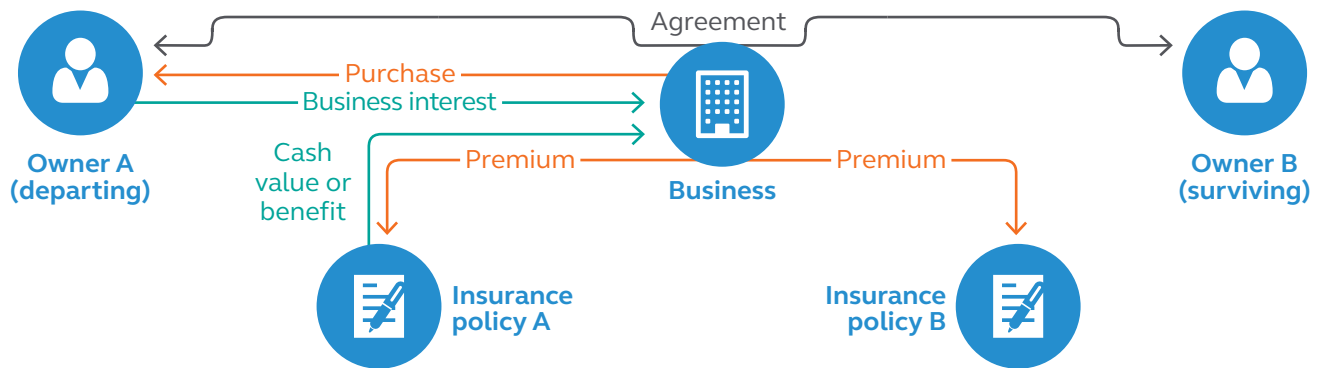 Agreement
Purchase
Business interest
Cash
value or
benefit
Premium
Premium
Owner A
(departing)
Business
Owner B
(surviving)
Insurance
policy A
Insurance
policy B